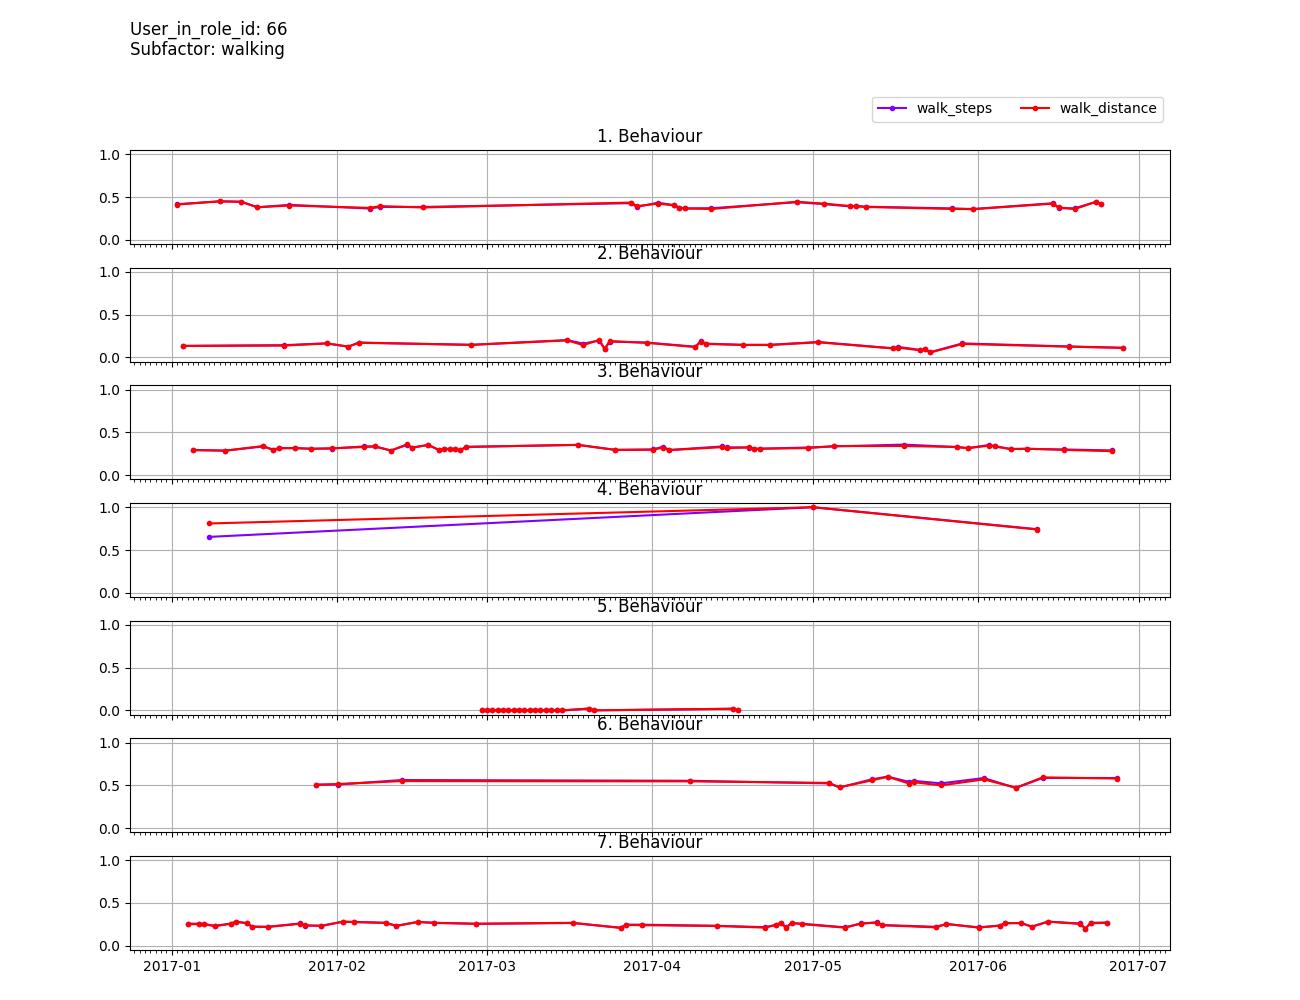 User_in_role_id: 66
Subfactor: walking
walk_steps walk_distance
1. Behaviour
1.0
0.5
0.0
2. Behaviour
1.0
0.5
0.0
3. Behaviour
1.0
0.5
0.0
4. Behaviour
1.0
0.5
0.0
5. Behaviour
1.0
0.5
0.0
6. Behaviour
1.0
0.5
0.0
7. Behaviour
1.0
0.5
0.0
2017-01 2017-02 2017-03 2017-04 2017-05 2017-06 2017-07